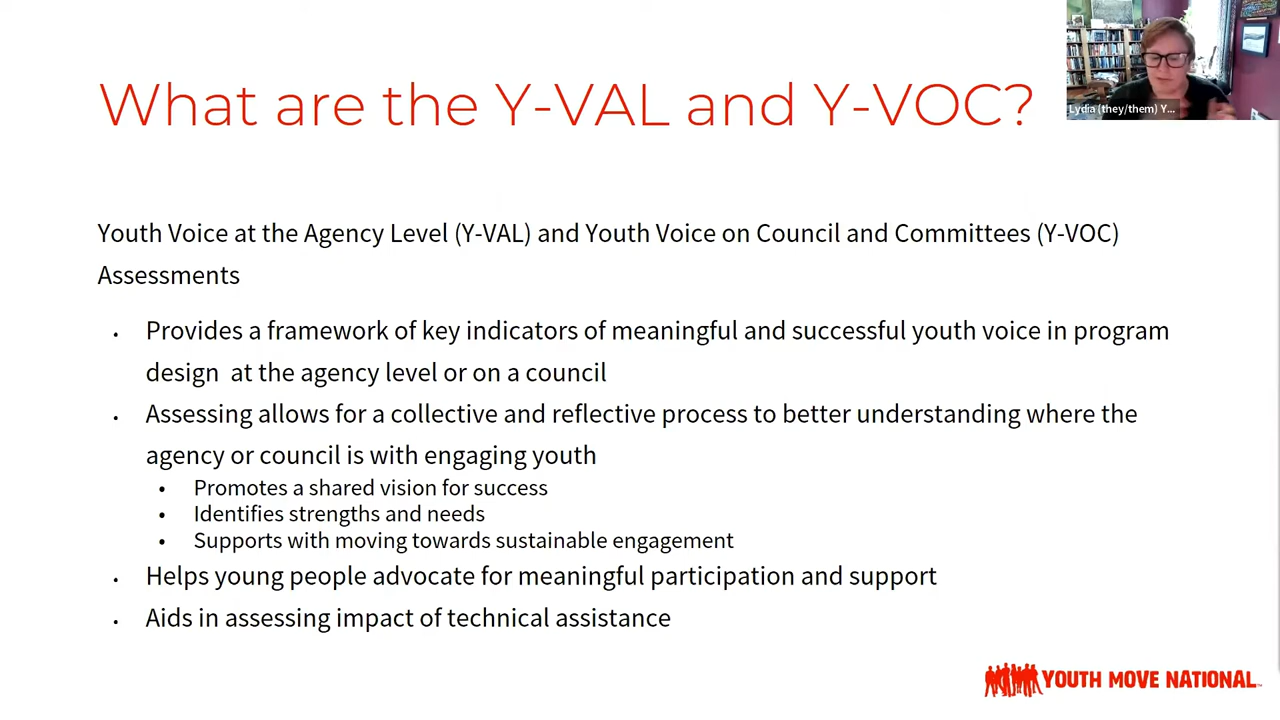 What are the Y-VAL and Y-VOC?
Lydia (they/them) Y...
Youth Voice at the Agency Level (Y-VAL) and Youth Voice on Council and Committees (Y-VOC)
Assessments
• Provides a framework of key indicators of meaningful and successful youth voice in program
design  at the agency level or on a council
• Assessing allows for a collective and reflective process to better understanding where the
agency or council is with engaging youth
• Promotes a shared vision for success
• Identifies strengths and needs
• Supports with moving towards sustainable engagement
• Helps young people advocate for meaningful participation and support
• Aids in assessing impact of technical assistance
YOUTH MOVE NATIONAL